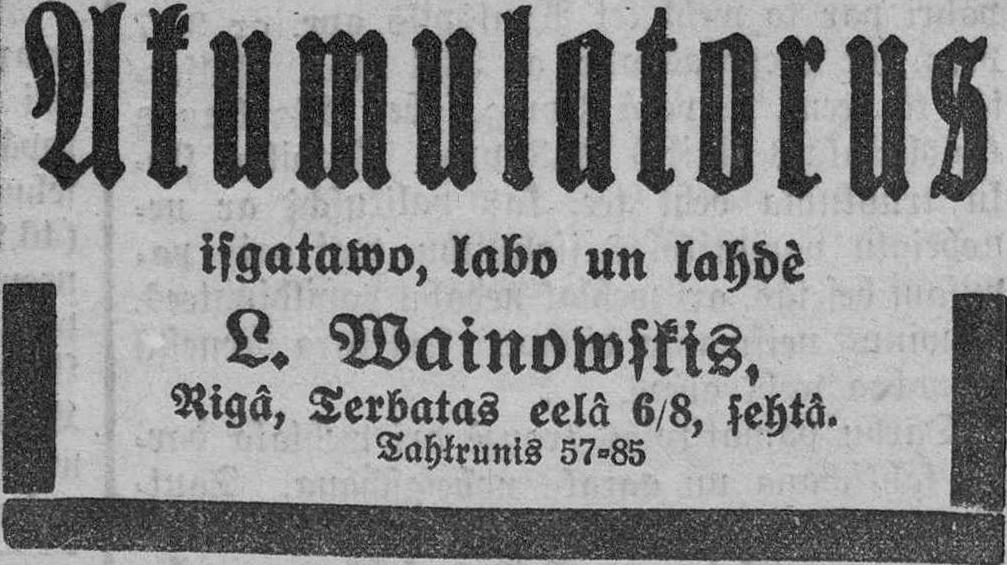 Akumulatorus
iſgatawo, labo un lahdè
L. Wainowſkis,
Rigâ, Terbatas eelâ 6/8, ſehtâ.
Tahlrunis 57-85